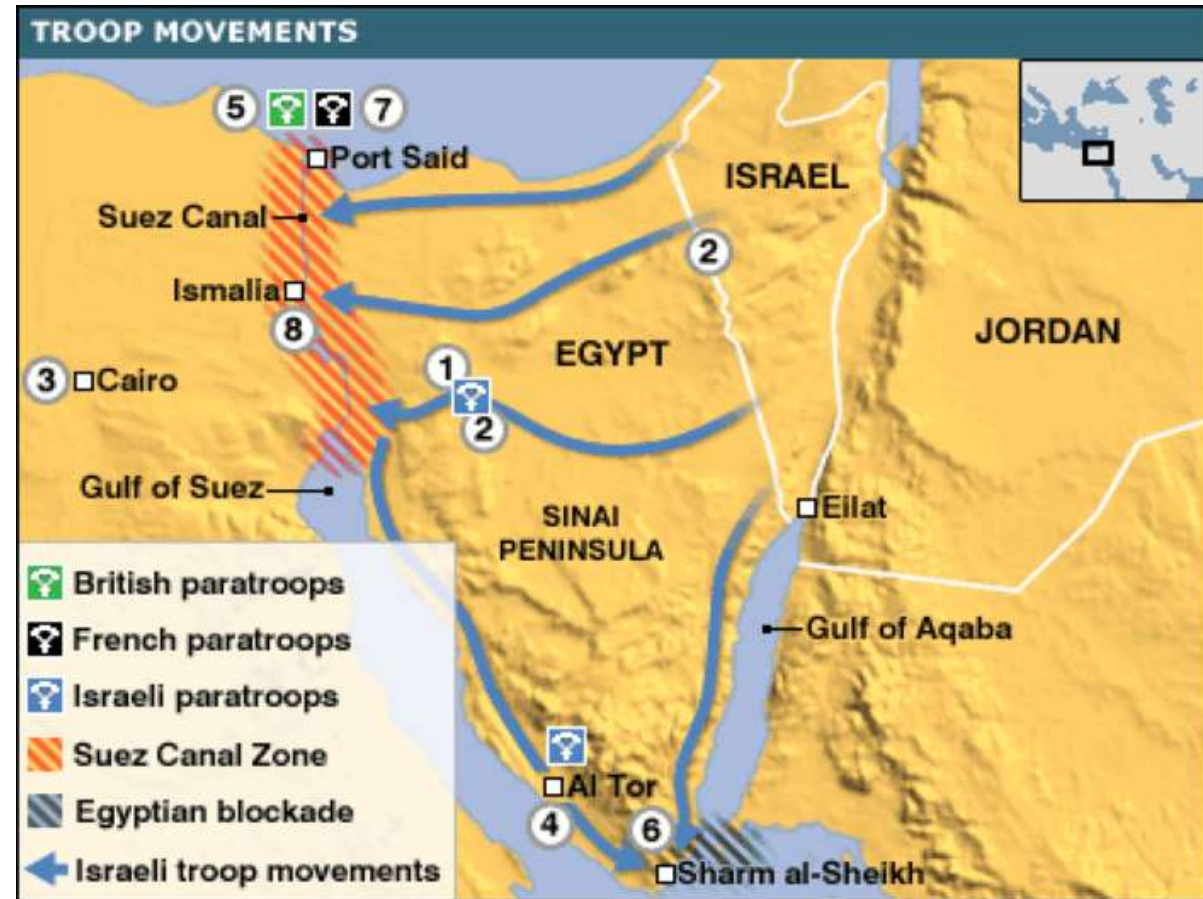 TROOP MOVEMENTS
5
7
Port Said
ISRAEL
Suez Canal
2
Ismalia
8
EGYPT
JORDAN
1
3
Cairo
2
Gulf of Suez
Eilat
SINAI
PENINSULA
British paratroops
French paratroops
Gulf of Aqaba
Israeli paratroops
Suez Canal Zone
Al Tor
Egyptian blockade
4
6
Israeli troop movements
Sharm al-Sheikh